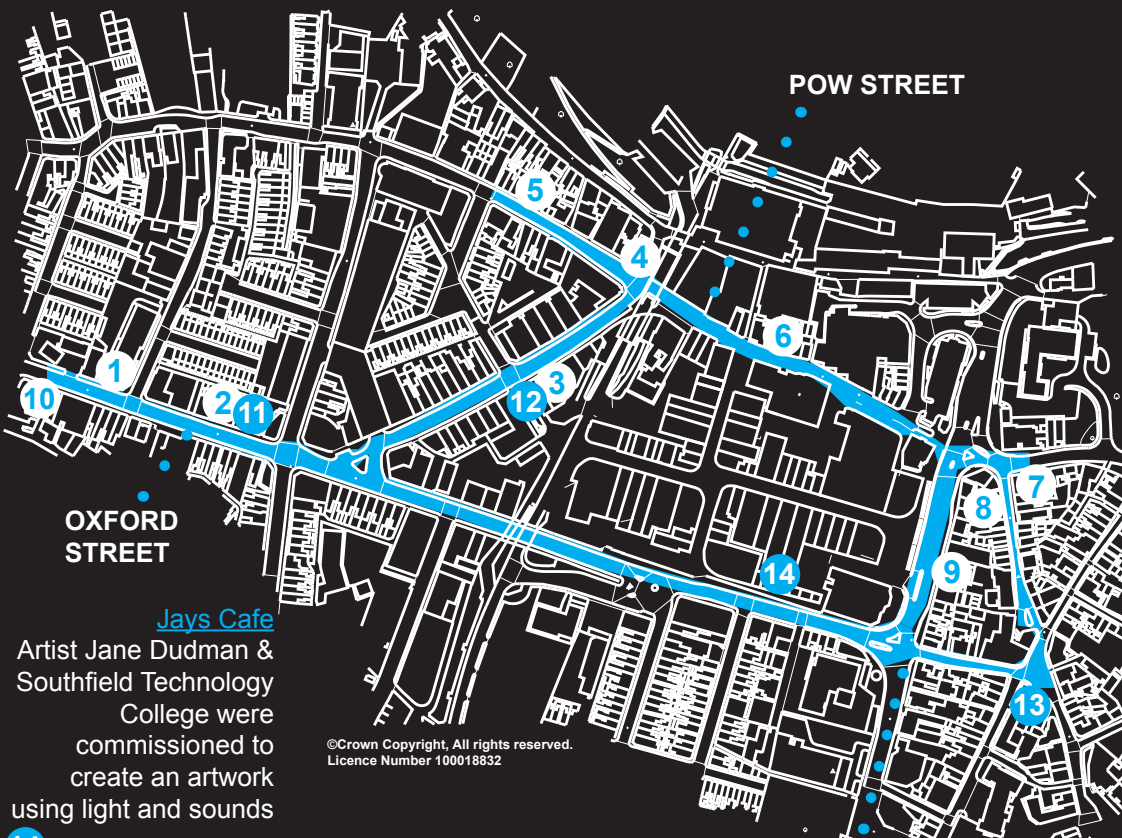 POW STREET
5
4
6
1
2
11
3
12
10
7
8
OXFORD
STREET
9
14
Jays Cafe
Artist Jane Dudman &
Southfield Technology
College were
commissioned to
create an artwork
using light and sounds
13
©Crown Copyright, All rights reserved.
Licence Number 100018832